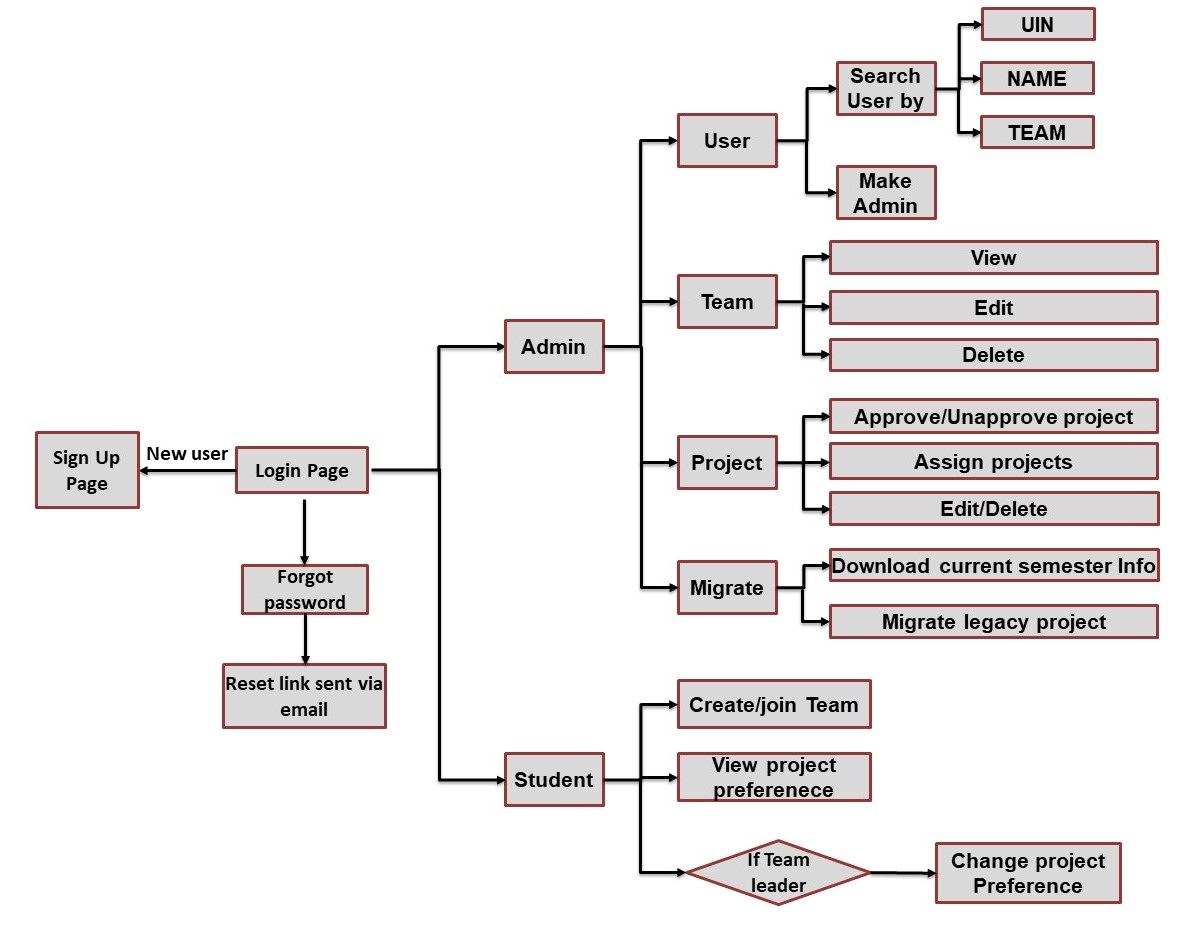 UIN
Search
User by
NAME
TEAM
User
Make
Admin
View
Team
Edit
Delete
Admin
Approve/Unapprove project
Project
Assign projects
Edit/Delete
Sign Up
Page
New user
Login Page
Download current semester Info
Migrate
Migrate legacy project
Forgot
password
Reset link sent via
email
Create/join Team
Student
View project
preferenece
If Team
leader
Change project
Preference